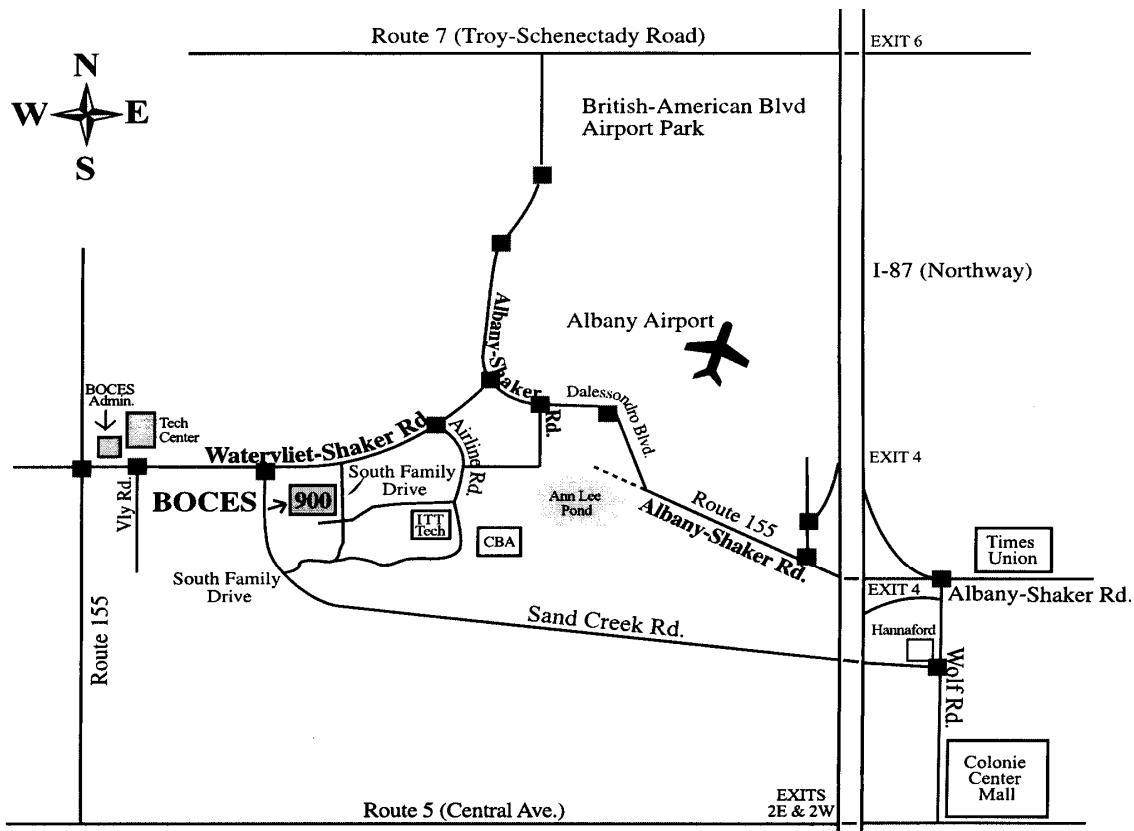 Route 7 (Troy-Schenectady Road)
EXIT 6
N
W
E
S
British-American Blvd
Airport Park
I-87 (Northway)
Albany Airport
Albany-Shaker
Rd.
Dalessondro Blvd.
BOCES
Admin.
Tech
Center
Watervliet-Shaker Rd
Airline Rd.
EXIT 4
South Family
Drive
BOCES
900
Vly Rd.
ITT
Tech
CBA
Ann Lee
Pond
Route 155
Albany-Shaker Rd.
Times
Union
South Family
Drive
EXIT 4
Albany-Shaker Rd.
Sand Creek Rd.
Hannaford
Wolf Rd.
Route 155
Colonie
Center
Mall
Route 5 (Central Ave.)
EXITS
2E & 2W